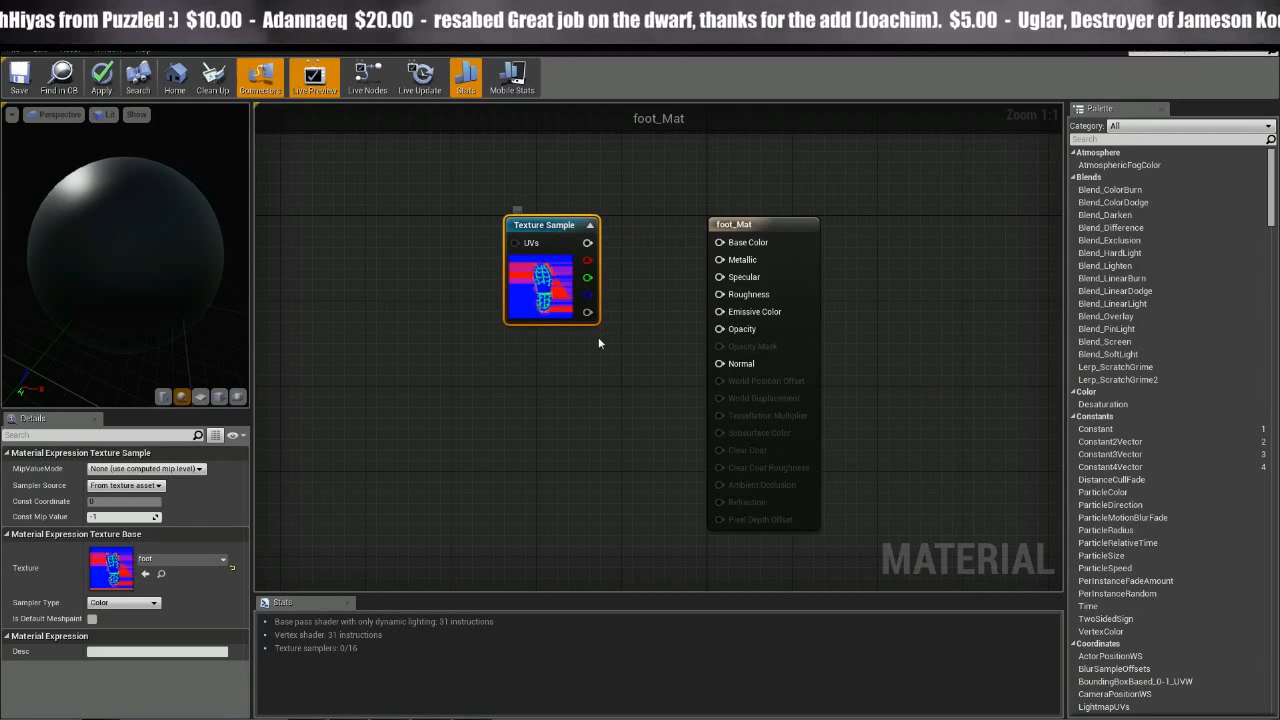 hHiyas from Puzzled :)  $10.00 - Adannaeq  $20.00 - resabed Great job on the dwarf, thanks for the add (Joachim).  $5.00 - Uglar, Destroyer of Jameson Ko
Save
Find in CB
Apply
Search
Home
Clean Up
Connectors
Live Preview
Live Nodes
Live Update
Stats
Mobile Stats
Perspective
Lit
Show
foot_Mat
Zoom 1:1
Texture Sample
UVs
foot_Mat
Base Color
Metallic
Specular
Roughness
Emissive Color
Opacity
Opacity Mask
Normal
World Position Offset
World Displacement
Tessellation Multiplier
Subsurface Color
Clear Coat
Clear Coat Roughness
Ambient Occlusion
Refraction
Pixel Depth Offset
MATERIAL
Palette
Category: All
Search
Atmosphere
AtmosphericFogColor
Blends
Blend_ColorBurn
Blend_ColorDodge
Blend_Darken
Blend_Difference
Blend_Exclusion
Blend_HardLight
Blend_Lighten
Blend_LinearBurn
Blend_LinearDodge
Blend_LinearLight
Blend_Overlay
Blend_PinLight
Blend_Screen
Blend_SoftLight
Lerp_ScratchGrime
Lerp_ScratchGrime2
Color
Desaturation
Constants
Constant 1
Constant2Vector 2
Constant3Vector 3
Constant4Vector 4
DistanceCullFade
ParticleColor
ParticleDirection
ParticleMotionBlurFade
ParticleRadius
ParticleRelativeTime
ParticleSize
ParticleSpeed
PerInstanceFadeAmount
PerInstanceRandom
Time
TwoSidedSign
VertexColor
Coordinates
ActorPositionWS
BlurSampleOffsets
BoundingBoxBased_0-1_UVW
CameraPositionWS
LightmapUVs
Details
Search
Material Expression Texture Sample
MipValueMode None (use computed mip level)
Sampler Source From texture asset
Const Coordinate 0
Const Mip Value -1
Material Expression Texture Base
Texture foot
Sampler Type Color
Is Default Meshpaint
Material Expression
Desc
Stats
Base pass shader with only dynamic lighting: 31 instructions
Vertex shader: 31 instructions
Texture samplers: 0/16